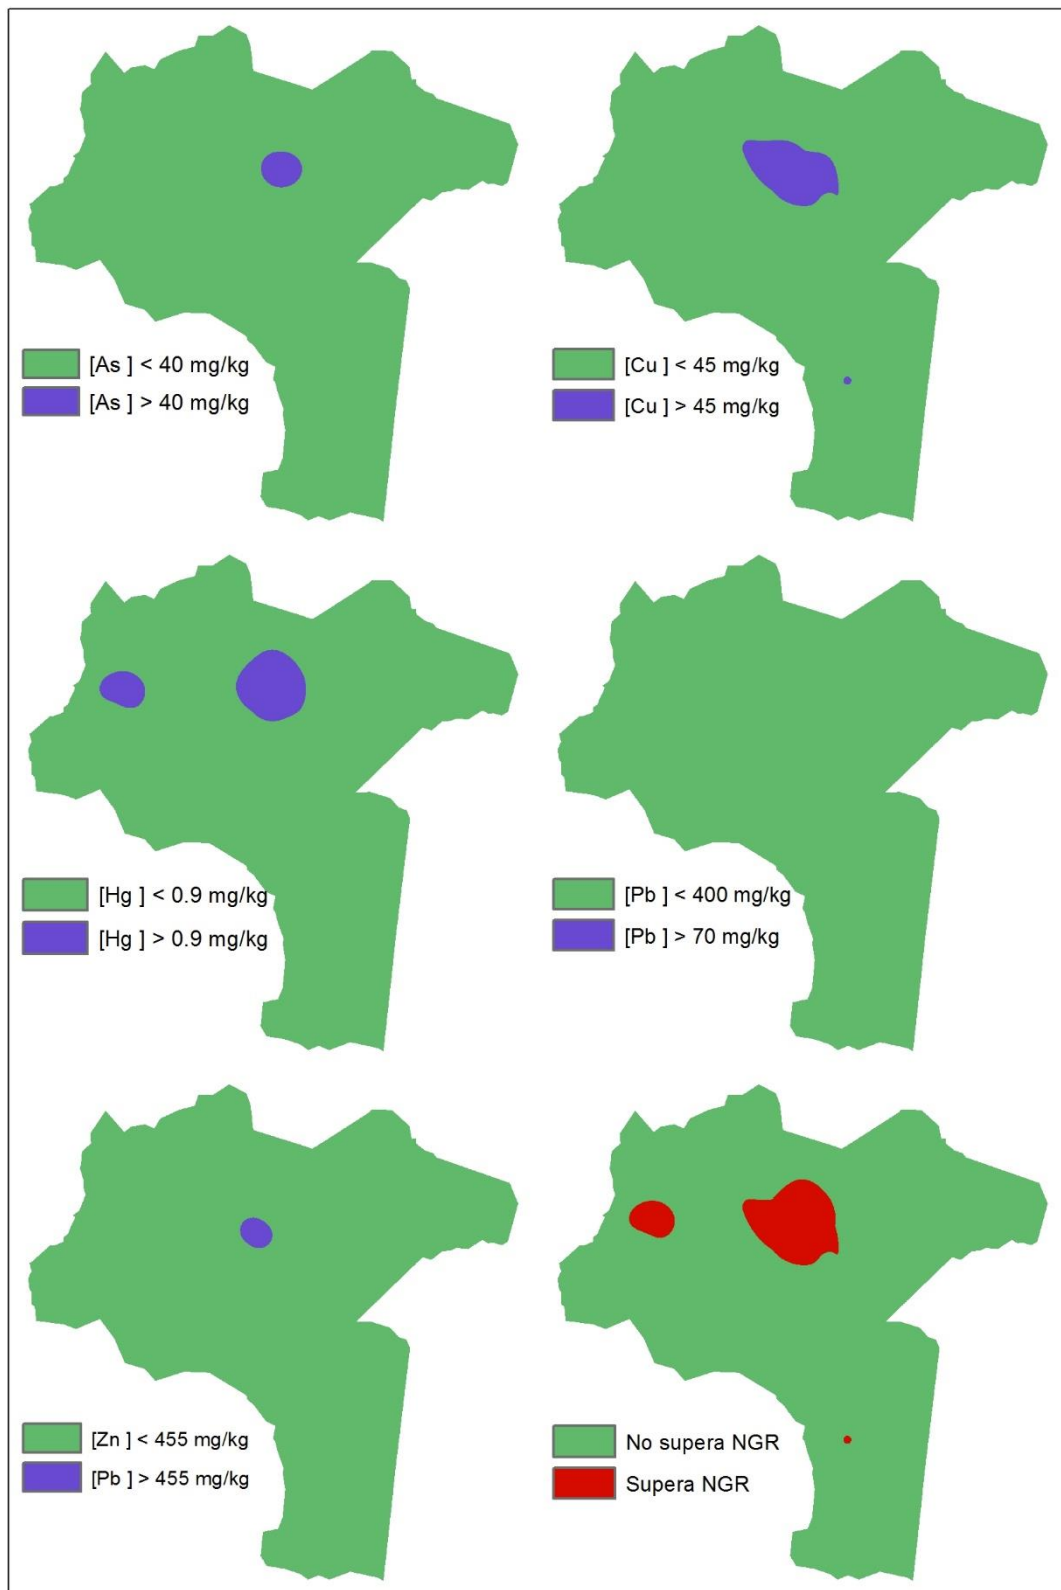 [As ] < 40 mg/kg
[As ] > 40 mg/kg
[Cu ] < 45 mg/kg
[Cu ] > 45 mg/kg
[Hg ] < 0.9 mg/kg
[Hg ] > 0.9 mg/kg
[Pb ] < 400 mg/kg
[Pb ] > 70 mg/kg
[Zn ] < 455 mg/kg
[Pb ] > 455 mg/kg
No supera NGR
Supera NGR